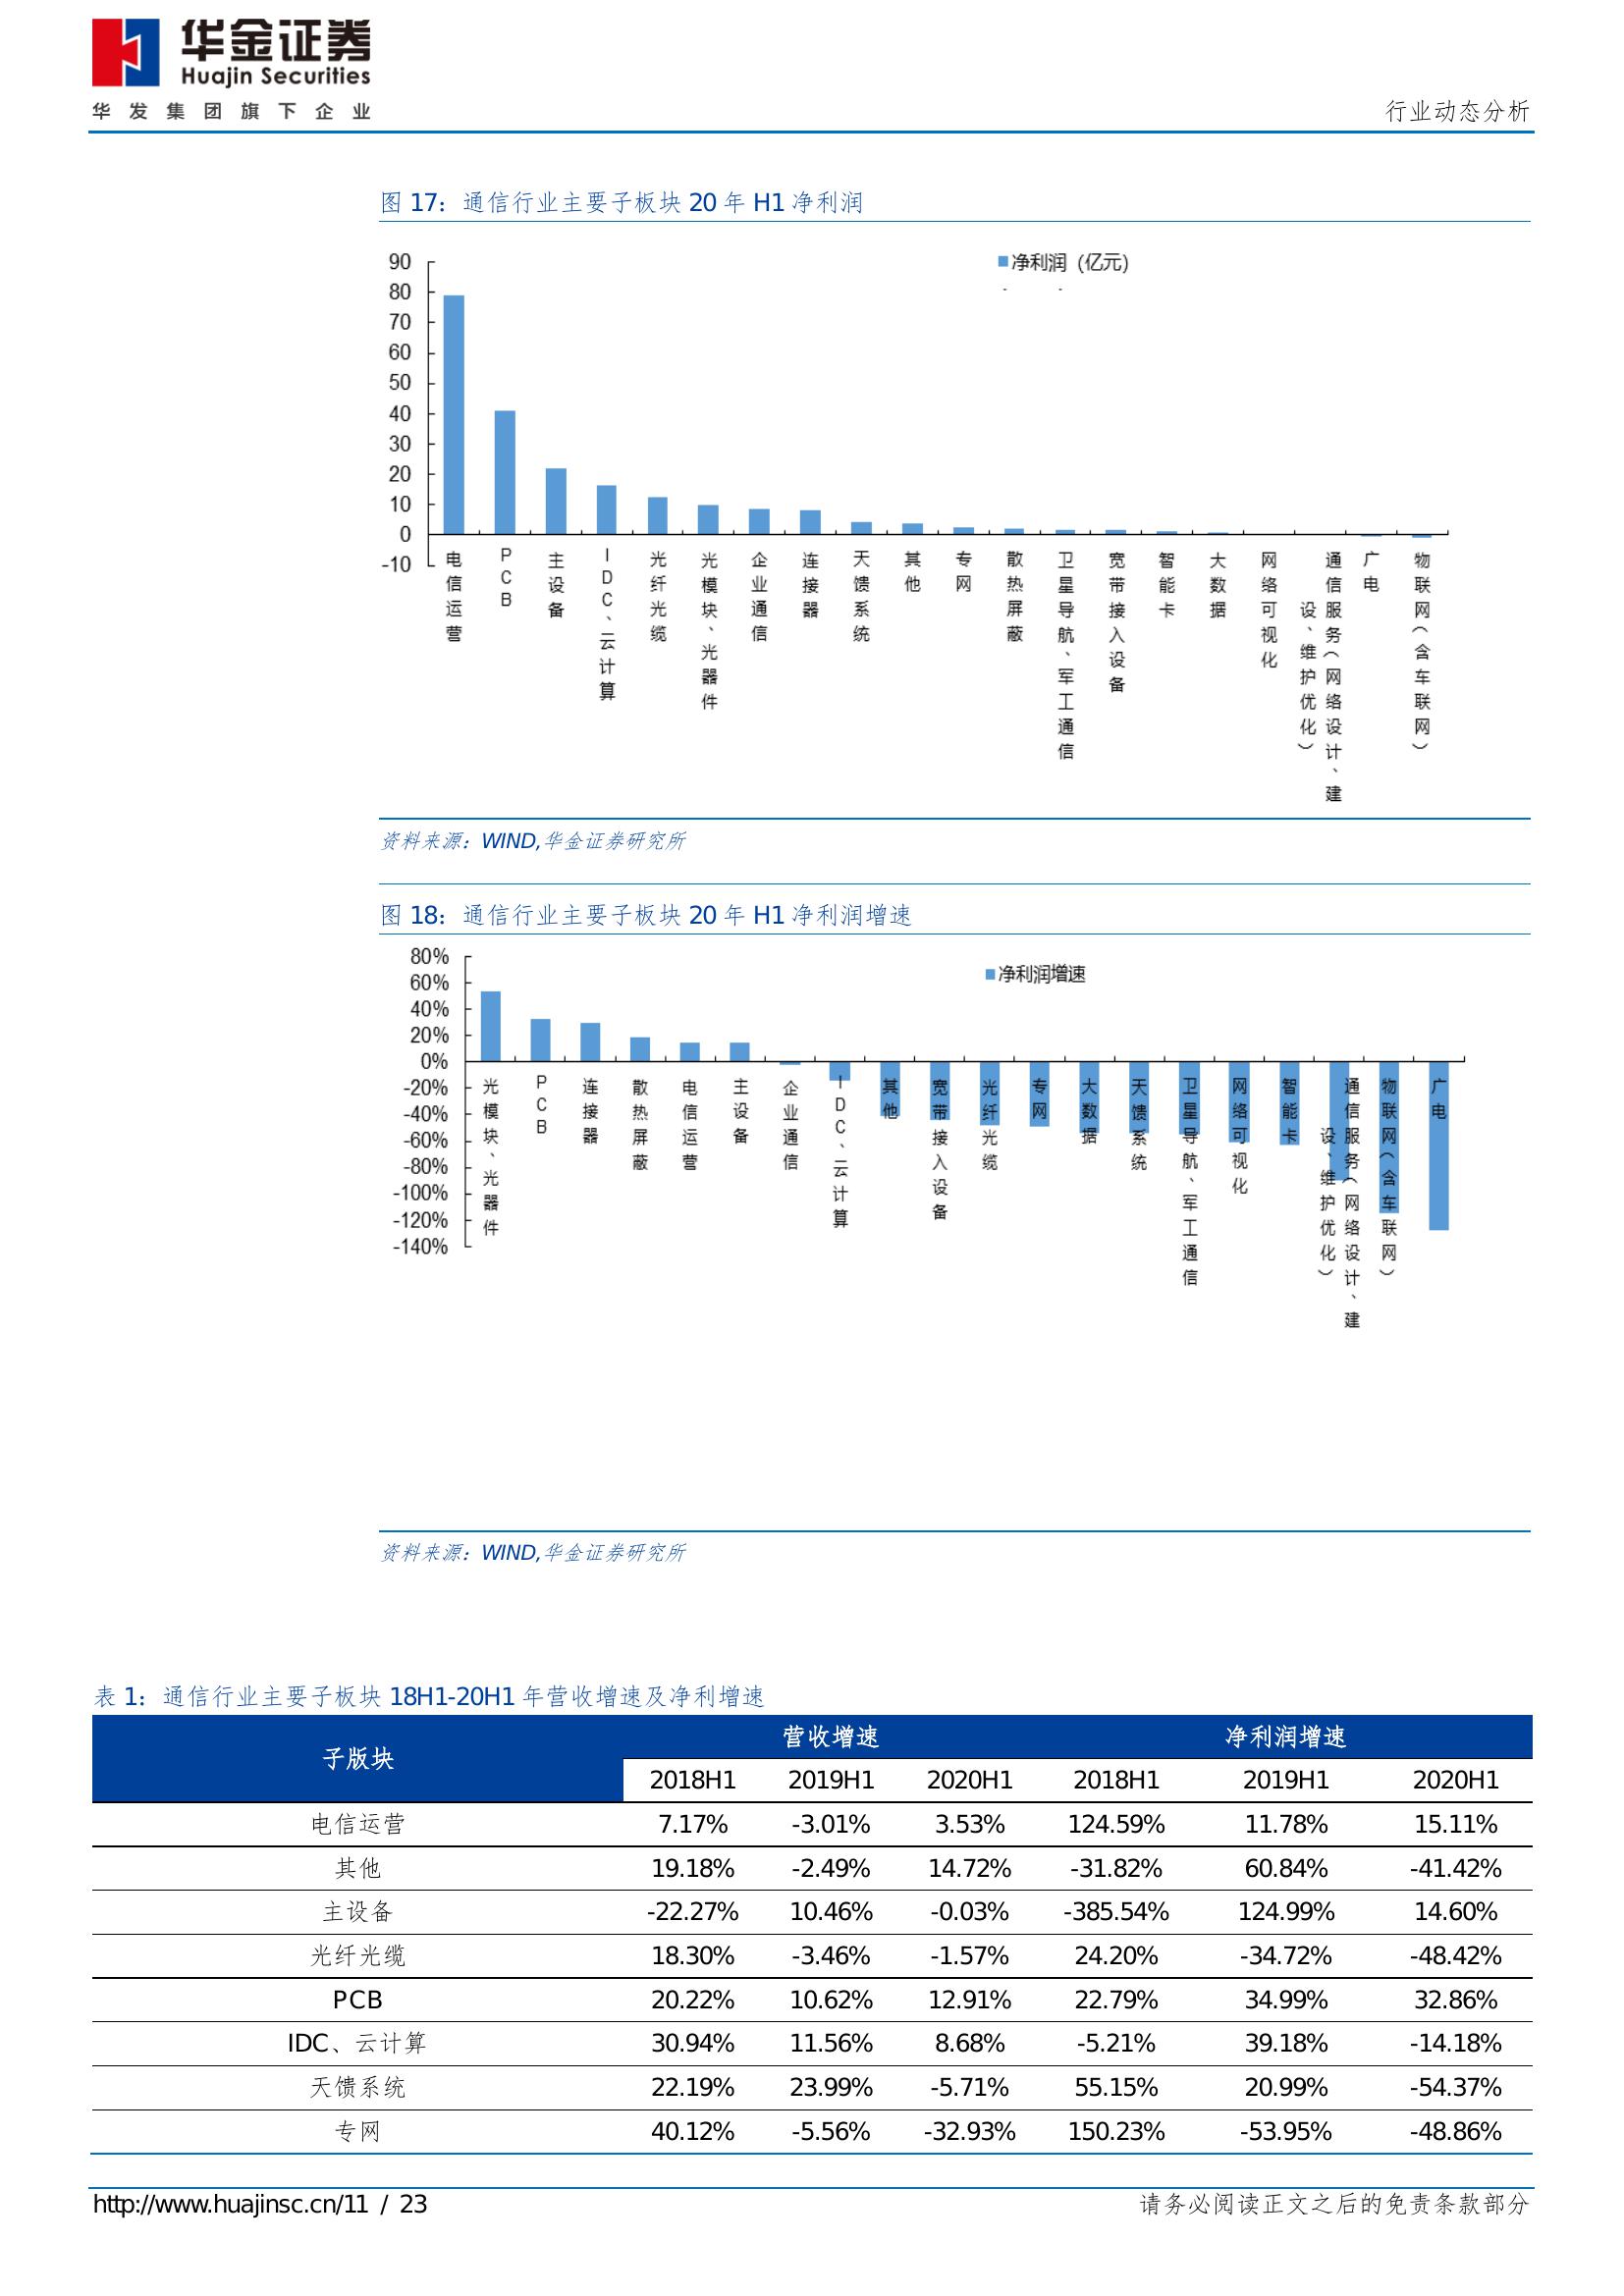 华金证券
Huajin Securities
华发集团旗下企业
行业动态分析
图 17：通信行业主要子板块 20 年 H1 净利润
净利润（亿元）
90
80
70
60
50
40
30
20
10
0
-10
电信运营
PCB
主设备
IDC、云计算
光纤光缆
光模块、光器件
企业通信
连接器
天馈系统
其他
专网
散热屏蔽
卫星导航、军工通信
宽带接入设备
智能卡
大数据
网络可视化
通信服务（网络设计、建设、维护优化）
广电
物联网（含车联网）
资料来源：WIND,华金证券研究所
图 18：通信行业主要子板块 20 年 H1 净利润增速
净利润增速
80%
60%
40%
20%
0%
-20%
-40%
-60%
-80%
-100%
-120%
-140%
光模块、光器件
PCB
连接器
散热屏蔽
电信运营
主设备
企业通信
IDC、云计算
其他
宽带接入设备
光纤光缆
专网
大数据
天馈系统
卫星导航、军工通信
网络可视化
智能卡
通信服务（网络设计、建设、维护优化）
物联网（含车联网）
广电
资料来源：WIND,华金证券研究所
表 1：通信行业主要子板块 18H1-20H1 年营收增速及净利增速
子版块 营收增速 净利润增速
2018H1 2019H1 2020H1 2018H1 2019H1 2020H1
电信运营 7.17% -3.01% 3.53% 124.59% 11.78% 15.11%
其他 19.18% -2.49% 14.72% -31.82% 60.84% -41.42%
主设备 -22.27% 10.46% -0.03% -385.54% 124.99% 14.60%
光纤光缆 18.30% -3.46% -1.57% 24.20% -34.72% -48.42%
PCB 20.22% 10.62% 12.91% 22.79% 34.99% 32.86%
IDC、云计算 30.94% 11.56% 8.68% -5.21% 39.18% -14.18%
天馈系统 22.19% 23.99% -5.71% 55.15% 20.99% -54.37%
专网 40.12% -5.56% -32.93% 150.23% -53.95% -48.86%
http://www.huajinsc.cn/11 / 23
请务必阅读正文之后的免责条款部分